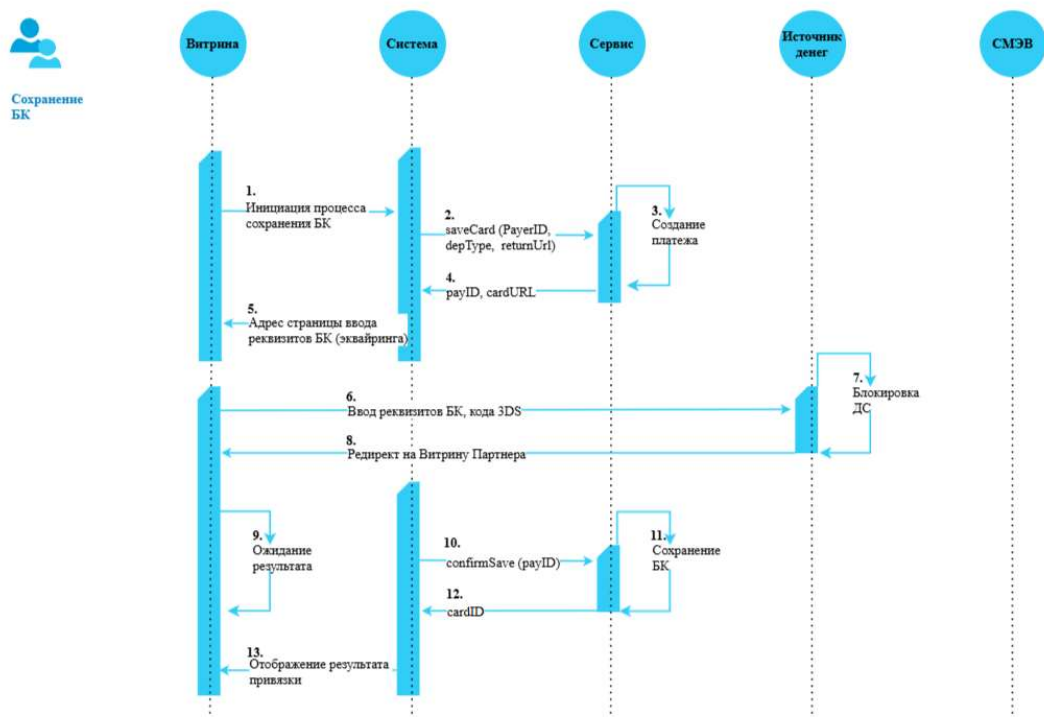 Витрина
Система
Сервис
Источник
денег
СМЭВ
Сохранение
БК
1.
Инициация процесса
сохранения БК
2.
saveCard (PayerID,
depType, returnUrl)
3.
Создание
платежа
4.
payID, cardURL
5.
Адрес страницы ввода
реквизитов БК (эквайринга)
6.
Ввод реквизитов БК, кода 3DS
7.
Блокировка
ДС
8.
Редирект на Витрину Партнера
9.
Ожидание
результата
10.
confirmSave (payID)
11.
Сохранение
БК
12.
cardID
13.
Отображение результата
привязки